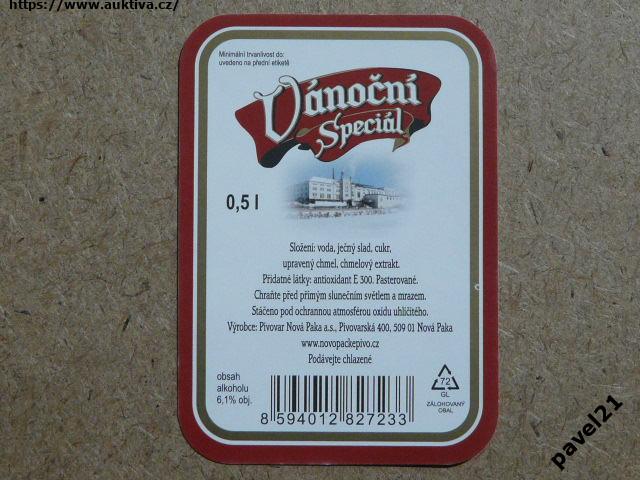 https://www.auktiva.cz/
Minimální trvanlivost do:
uvedeno na přední etiketě
Vánoční
Speciál
0,5 l
Složení: voda, ječný slad, cukr,
upravený chmel, chmelový extrakt.
Přídatné látky: antioxidant E 300. Pasterované.
Chraňte před přímým slunečním světlem a mrazem.
Stáčeno pod ochrannou atmosférou oxidu uhličitého.
Výrobce: Pivovar Nová Paka a.s., Pivovarská 400, 509 01 Nová Paka
www.novopackepivo.cz
Podávejte chlazené
obsah
alkoholu
6,1% obj.
8 594012 827233
72
GL
ZÁLOHOVANÝ
OBAL
pavel21